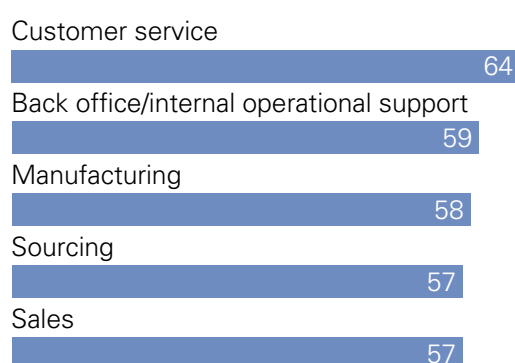 Customer service
64
Back office/internal operational support
59
Manufacturing
58
Sourcing
57
Sales
57